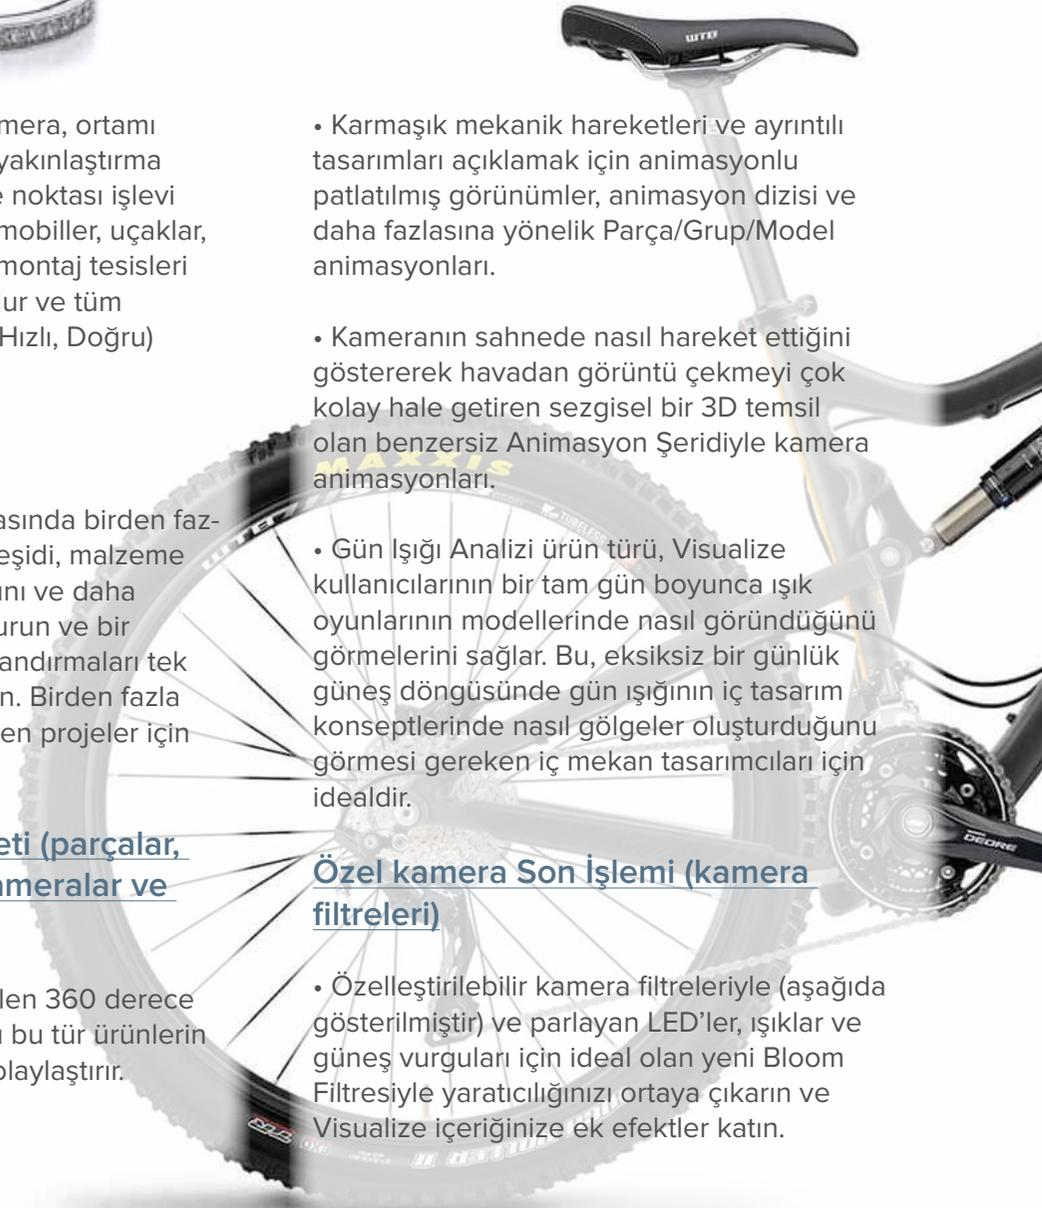 mera, ortamı
yakınlaştırma
noktası işlevi
mobiller, uçaklar,
montaj tesisleri
ur ve tüm
Hızlı, Doğru)
asında birden faz-
eşidi, malzeme
ını ve daha
urun ve bir
andırmaları tek
n. Birden fazla
en projeler için
eti (parçalar,
ameralar ve
len 360 derece
bu tür ürünlerin
olaylaştırır.
WTB
• Karmaşık mekanik hareketleri ve ayrıntılı
tasarımları açıklamak için animasyonlu
patlatılmış görünümler, animasyon dizisi ve
daha fazlasına yönelik Parça/Grup/Model
animasyonları.
• Kameranın sahnede nasıl hareket ettiğini
göstererek havadan görüntü çekmeyi çok
kolay hale getiren sezgisel bir 3D temsil
olan benzersiz Animasyon Şeridiyle kamera
animasyonları.
• Gün Işığı Analizi ürün türü, Visualize
kullanıcılarının bir tam gün boyunca ışık
oyunlarının modellerinde nasıl göründüğünü
görmelerini sağlar. Bu, eksiksiz bir günlük
güneş döngüsünde gün ışığının iç tasarım
konseptlerinde nasıl gölgeler oluşturduğunu
görmesi gereken iç mekan tasarımcıları için
idealdir.
Özel kamera Son İşlemi (kamera
filtreleri)
• Özelleştirilebilir kamera filtreleriyle (aşağıda
gösterilmiştir) ve parlayan LED’ler, ışıklar ve
güneş vurguları için ideal olan yeni Bloom
Filtresiyle yaratıcılığınızı ortaya çıkarın ve
Visualize içeriğinize ek efektler katın.
MAXXIS
WTB
TUBELESS
DEORE
TR
EXO